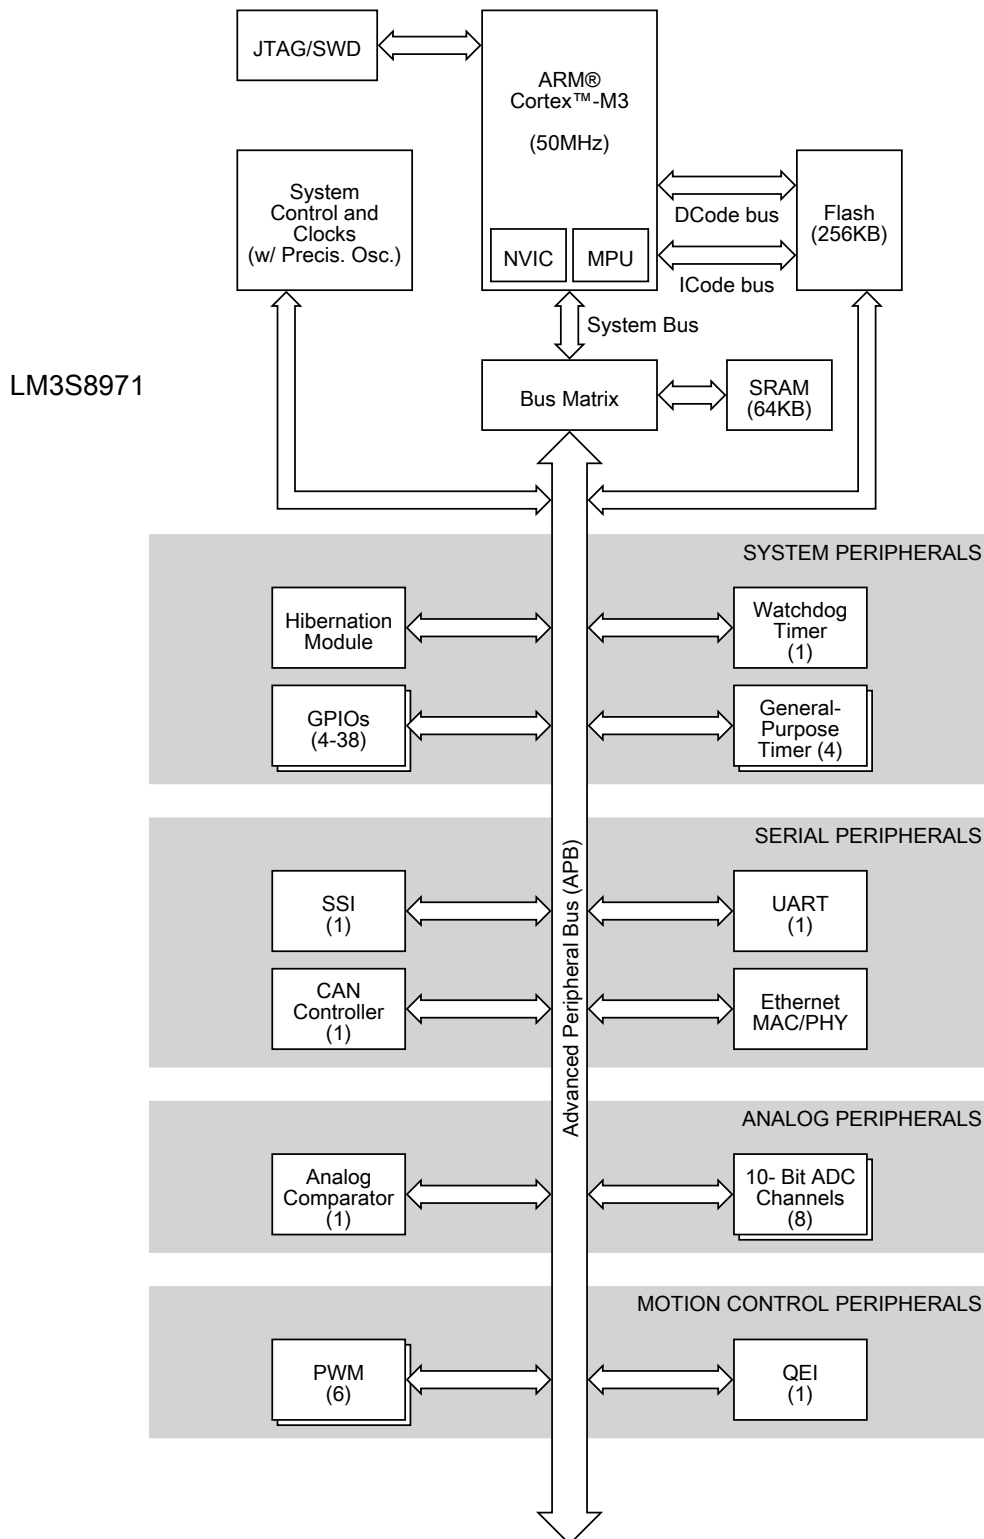 JTAG/SWD
ARM®
Cortex™-M3
(50MHz)
System
Control and
Clocks
(w/ Precis. Osc.)
DCode bus
Flash
(256KB)
NVIC
MPU
ICode bus
System Bus
LM3S8971
Bus Matrix
SRAM
(64KB)
SYSTEM PERIPHERALS
Hibernation
Module
Watchdog
Timer
(1)
GPIOs
(4-38)
General-
Purpose
Timer (4)
Advanced Peripheral Bus (APB)
SERIAL PERIPHERALS
SSI
(1)
UART
(1)
CAN
Controller
(1)
Ethernet
MAC/PHY
ANALOG PERIPHERALS
Analog
Comparator
(1)
10- Bit ADC
Channels
(8)
MOTION CONTROL PERIPHERALS
PWM
(6)
QEI
(1)